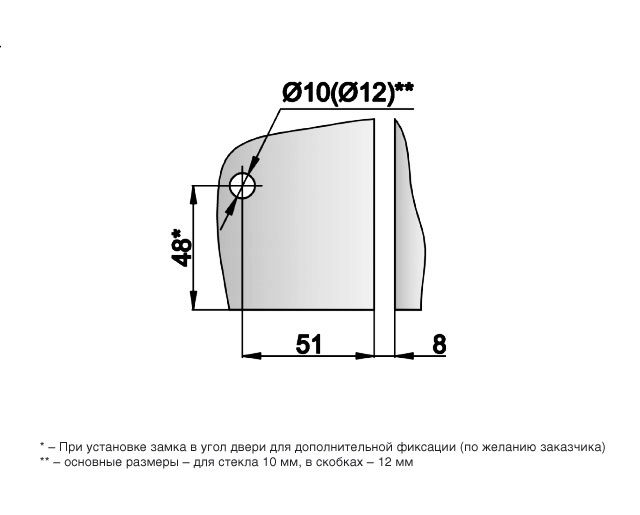 Ø10(Ø12)**
48*
51
8
* – При установке замка в угол двери для дополнительной фиксации (по желанию заказчика)
** – основные размеры – для стекла 10 мм, в скобках – 12 мм